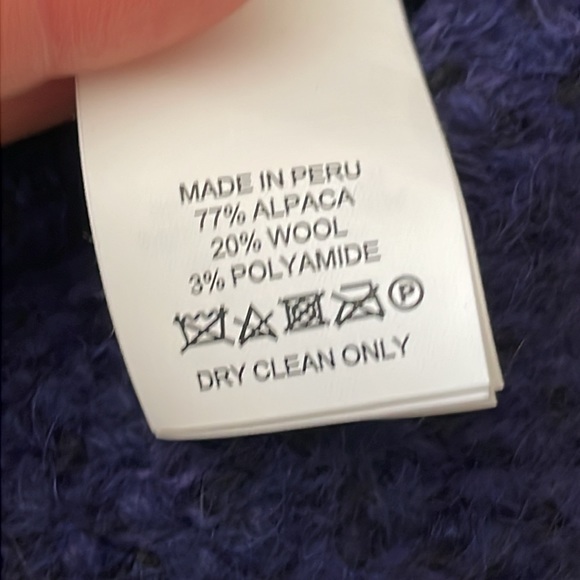 MADE IN PERU
77% ALPACA
20% WOOL
3% POLYAMIDE
P
DRY CLEAN ONLY